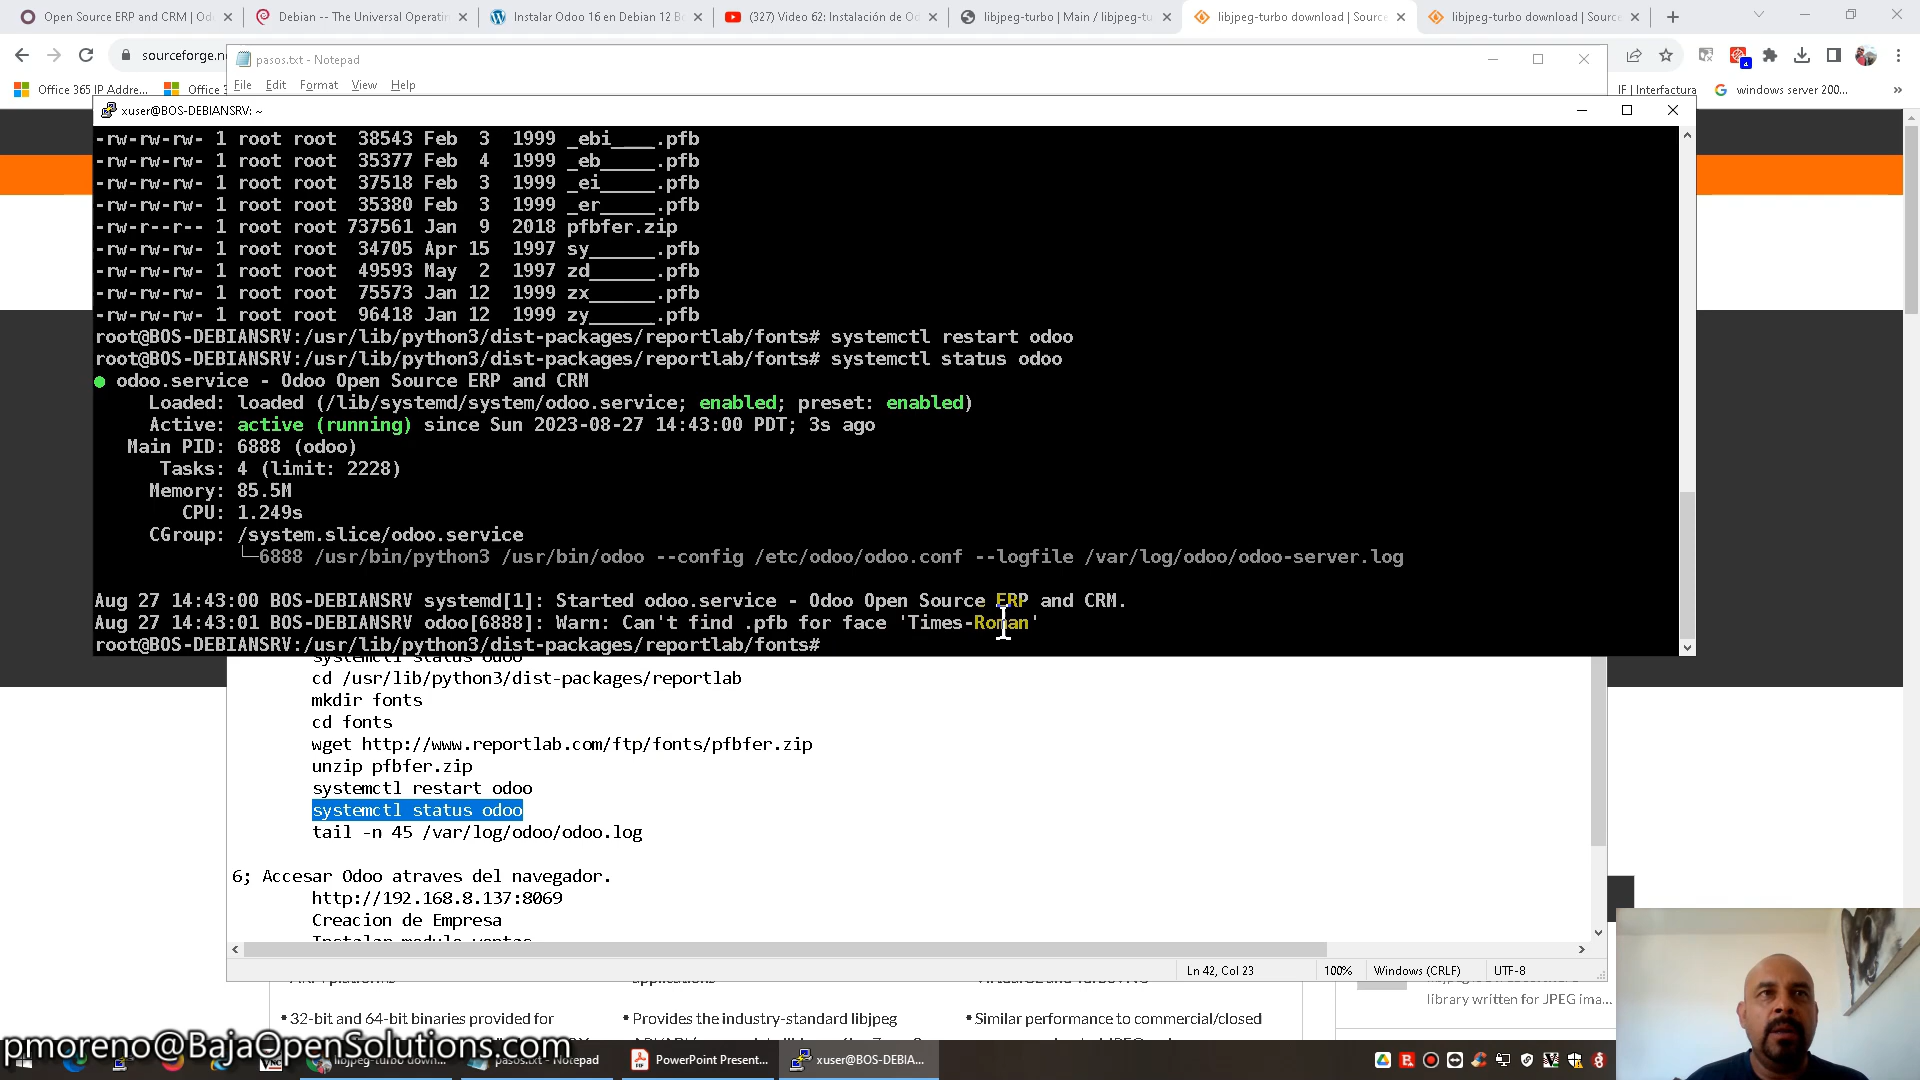 Open Source ERP and CRM | Od
Debian -- The Universal Operatin
Instalar Odoo 16 en Debian 12 B
(327) Video 62: Instalación de Od
libjpeg-turbo | Main / libjpeg-tu
libjpeg-turbo download | Source
libjpeg-turbo download | Source
sourceforge.ne
pasos.txt - Notepad
File Edit Format View Help
Office 365 IP Addre...
Office 3
IF | Interfactura
windows server 200...
xuser@BOS-DEBIANSRV: ~
-rw-rw-rw- 1 root root 38543 Feb 3 1999 _ebi____.pfb
-rw-rw-rw- 1 root root 35377 Feb 4 1999 _eb_____.pfb
-rw-rw-rw- 1 root root 37518 Feb 3 1999 _ei_____.pfb
-rw-rw-rw- 1 root root 35380 Feb 3 1999 _er_____.pfb
-rw-r--r-- 1 root root 737561 Jan 9 2018 pfbfer.zip
-rw-rw-rw- 1 root root 34705 Apr 15 1997 sy______.pfb
-rw-rw-rw- 1 root root 49593 May 2 1997 zd______.pfb
-rw-rw-rw- 1 root root 75573 Jan 12 1999 zx______.pfb
-rw-rw-rw- 1 root root 96418 Jan 12 1999 zy______.pfb
root@BOS-DEBIANSRV:/usr/lib/python3/dist-packages/reportlab/fonts# systemctl restart odoo
root@BOS-DEBIANSRV:/usr/lib/python3/dist-packages/reportlab/fonts# systemctl status odoo
● odoo.service - Odoo Open Source ERP and CRM
Loaded: loaded (/lib/systemd/system/odoo.service; enabled; preset: enabled)
Active: active (running) since Sun 2023-08-27 14:43:00 PDT; 3s ago
Main PID: 6888 (odoo)
Tasks: 4 (limit: 2228)
Memory: 85.5M
CPU: 1.249s
CGroup: /system.slice/odoo.service
└─6888 /usr/bin/python3 /usr/bin/odoo --config /etc/odoo/odoo.conf --logfile /var/log/odoo/odoo-server.log
Aug 27 14:43:00 BOS-DEBIANSRV systemd[1]: Started odoo.service - Odoo Open Source ERP and CRM.
Aug 27 14:43:01 BOS-DEBIANSRV odoo[6888]: Warn: Can't find .pfb for face 'Times-Roman'
root@BOS-DEBIANSRV:/usr/lib/python3/dist-packages/reportlab/fonts#
systemctl status odoo
cd /usr/lib/python3/dist-packages/reportlab
mkdir fonts
cd fonts
wget http://www.reportlab.com/ftp/fonts/pfbfer.zip
unzip pfbfer.zip
systemctl restart odoo
systemctl status odoo
tail -n 45 /var/log/odoo/odoo.log
6; Accesar Odoo atraves del navegador.
http://192.168.8.137:8069
Creacion de Empresa
Instalar modulo ventas
Ln 42, Col 23
100%
Windows (CRLF)
UTF-8
applications
library written for JPEG ima...
• 32-bit and 64-bit binaries provided for
• Provides the industry-standard libjpeg
• Similar performance to commercial/closed
pmoreno@BajaOpenSolutions.com
libjpeg-turbo down...
pasos.txt - Notepad
PowerPoint Present...
xuser@BOS-DEBIA...